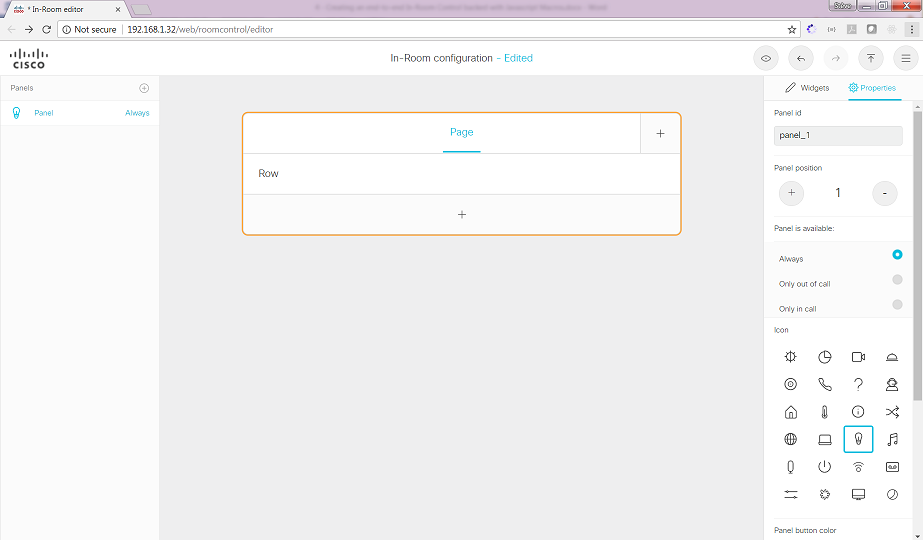 * In-Room editor
Not secure
192.168.1.32/web/roomcontrol/editor
cisco
In-Room configuration - Edited
Panels
Panel
Always
Page
Row
Widgets
Properties
Panel id
panel_1
Panel position
+ 1 -
Panel is available:
Always
Only out of call
Only in call
Icon
Panel button color